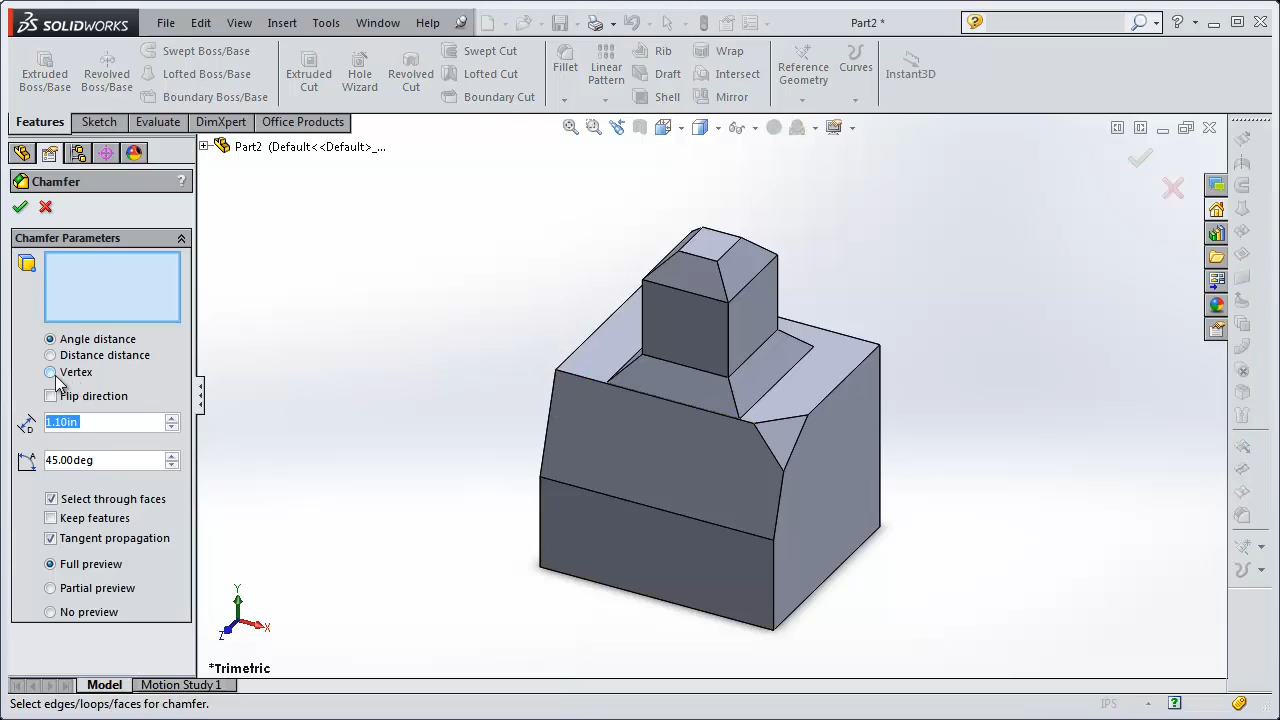 SOLIDWORKS File Edit View Insert Tools Window Help Part2 * ?
Extruded Boss/Base Revolved Boss/Base Swept Boss/Base Lofted Boss/Base Boundary Boss/Base
Extruded Cut Hole Wizard Revolved Cut Swept Cut Lofted Cut Boundary Cut
Fillet Linear Pattern Rib Draft Shell Wrap Intersect Mirror
Reference Geometry Curves Instant3D
Features Sketch Evaluate DimXpert Office Products
Part2 (Default<<Default>_...
Chamfer ?
Chamfer Parameters
Angle distance
Distance distance
Vertex
Flip direction
D 1.10in
A 45.00deg
Select through faces
Keep features
Tangent propagation
Full preview
Partial preview
No preview
Y
X
Z
*Trimetric
Model Motion Study 1
Select edges/loops/faces for chamfer. IPS ?